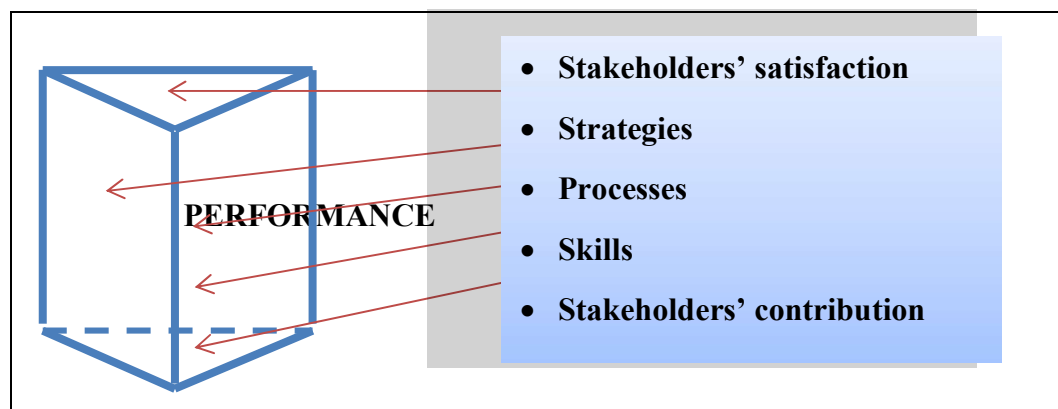 • Stakeholders’ satisfaction
• Strategies
• Processes
PERFORMANCE
• Skills
• Stakeholders’ contribution